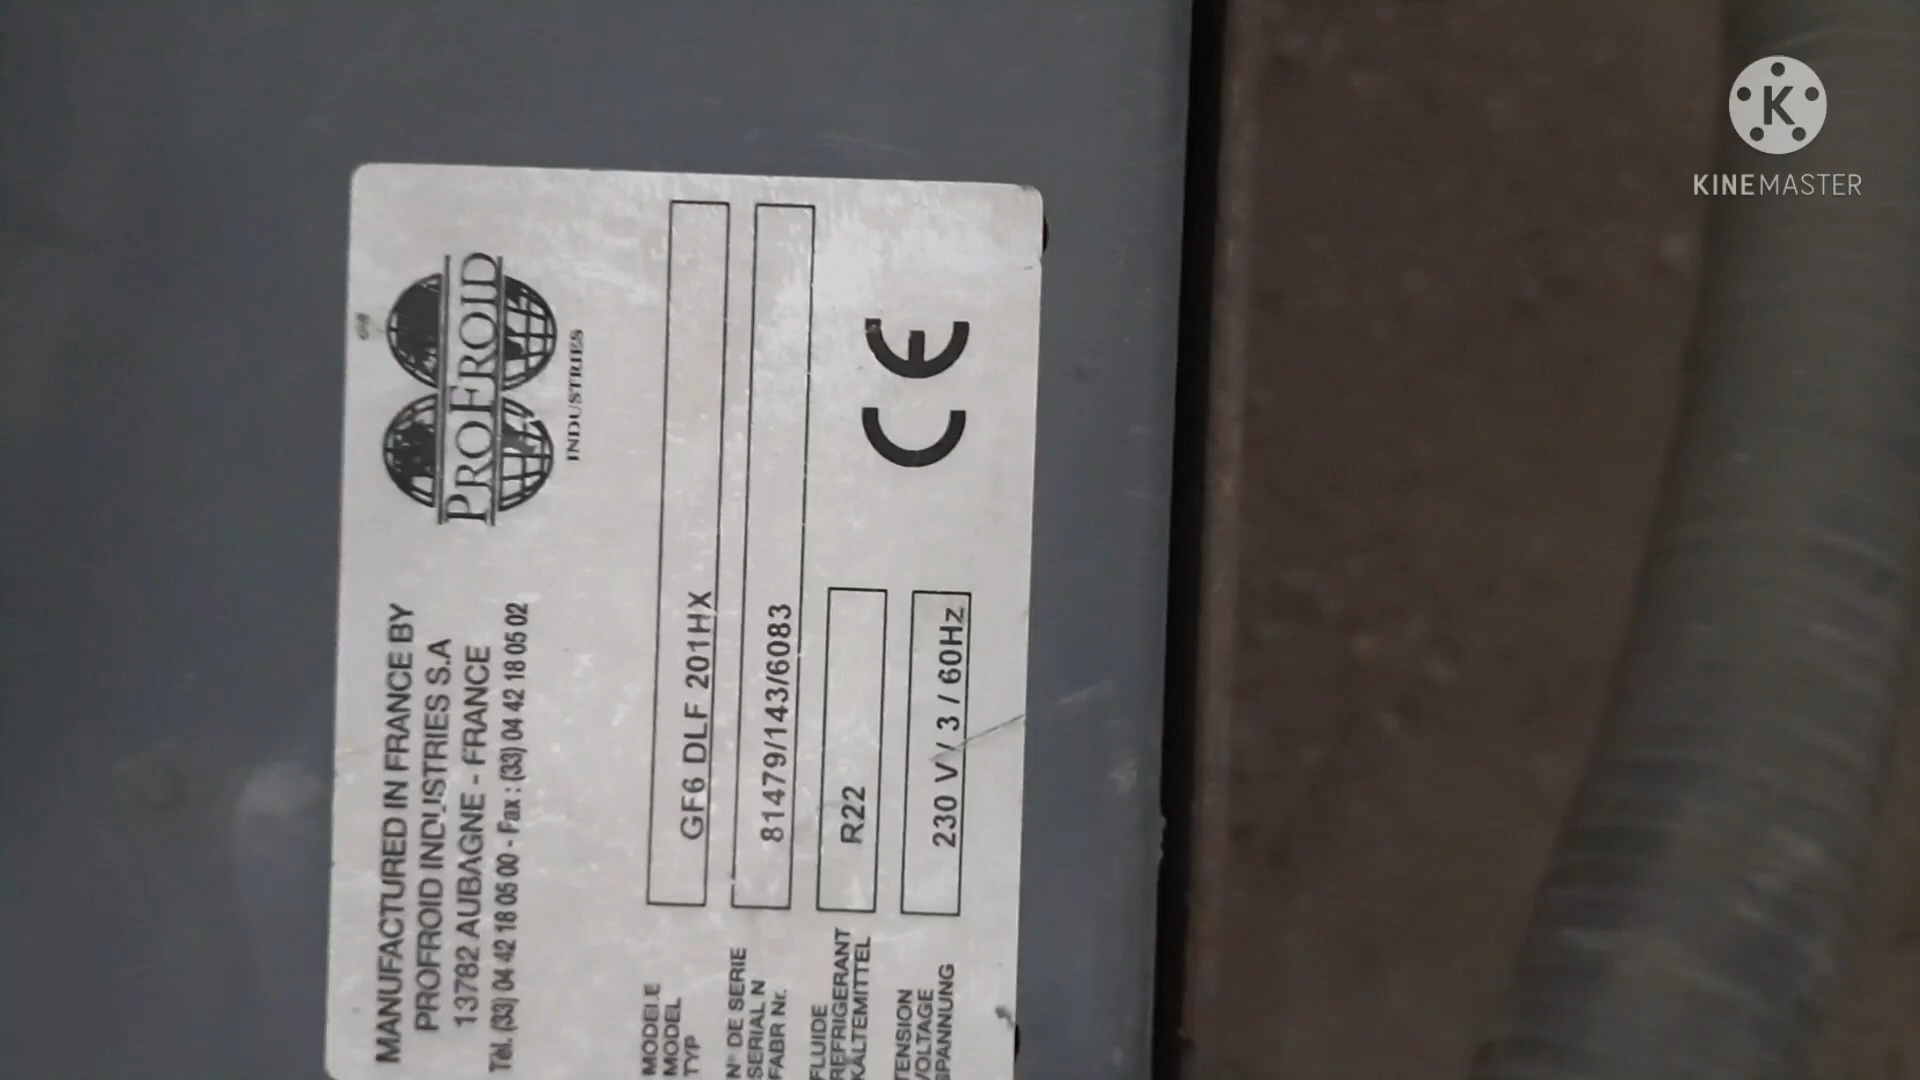 MANUFACTURED IN FRANCE BY
PROFROID INDUSTRIES S.A
13782 AUBAGNE - FRANCE
Tél. (33) 04 42 18 05 00 - Fax : (33) 04 42 18 05 02
PROFROID
INDUSTRIES
MODELE
MODEL
TYP
GF6 DLF 201HX
N° DE SERIE
SERIAL N
FABR Nr.
81479/143/6083
FLUIDE
REFRIGERANT
KÄLTEMITTEL
R22
TENSION
VOLTAGE
SPANNUNG
230 V / 3 / 60Hz
CE
K
KINEMASTER